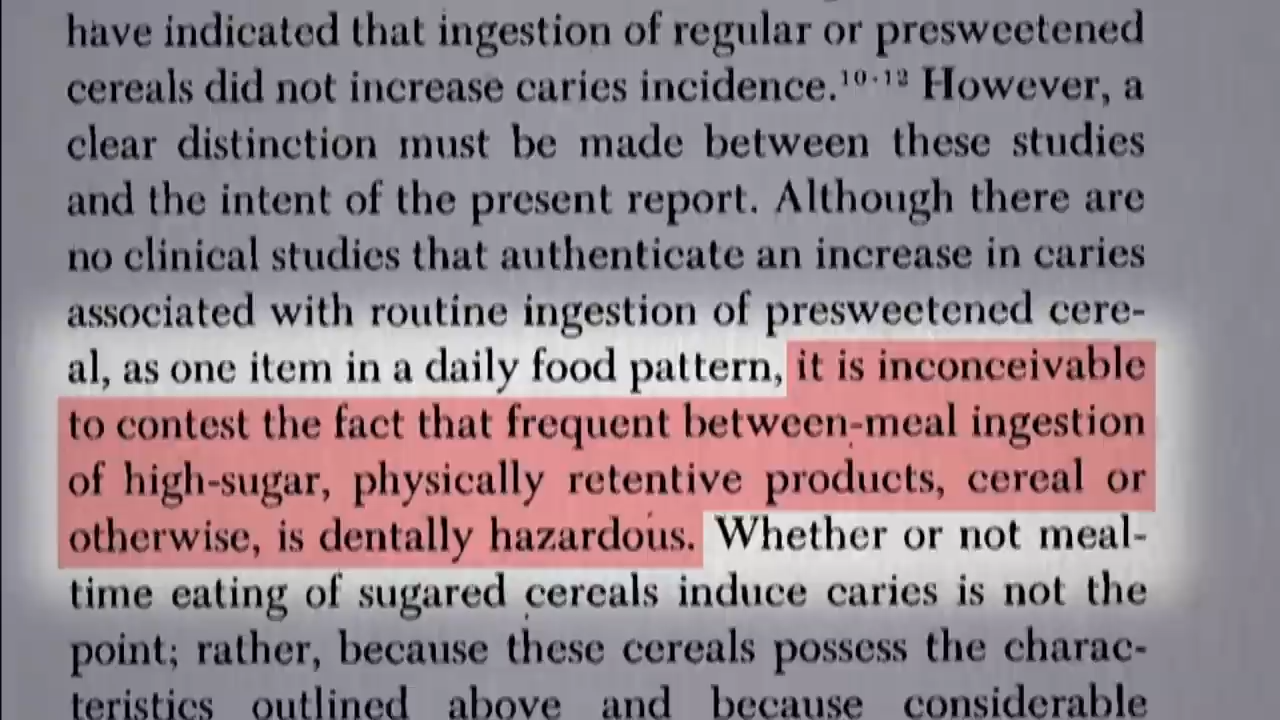 have indicated that ingestion of regular or presweetened
cereals did not increase caries incidence.¹⁰⁻¹² However, a
clear distinction must be made between these studies
and the intent of the present report. Although there are
no clinical studies that authenticate an increase in caries
associated with routine ingestion of presweetened cere-
al, as one item in a daily food pattern, it is inconceivable
to contest the fact that frequent between-meal ingestion
of high-sugar, physically retentive products, cereal or
otherwise, is dentally hazardous. Whether or not meal-
time eating of sugared cereals induce caries is not the
point; rather, because these cereals possess the charac-
teristics outlined above and because considerable